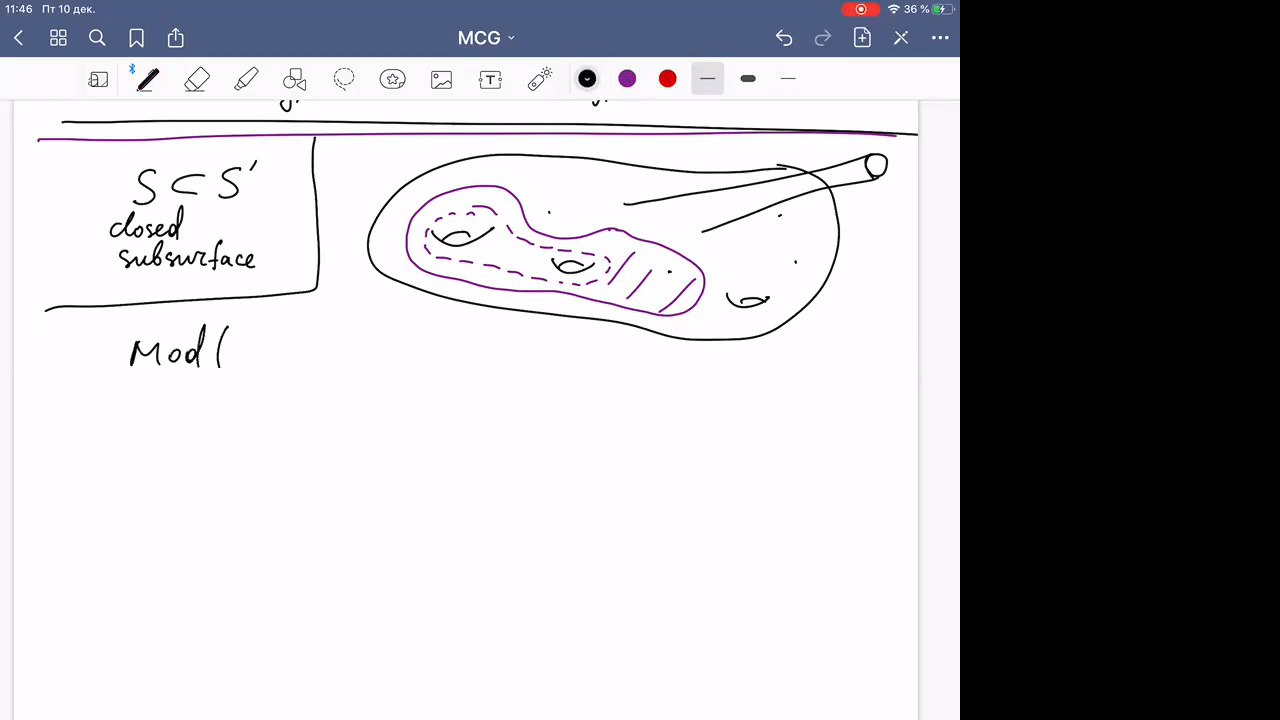 11:46 Пт 10 дек.
36 %
MCG
T
S ⊂ S′
closed
subsurface
Mod (